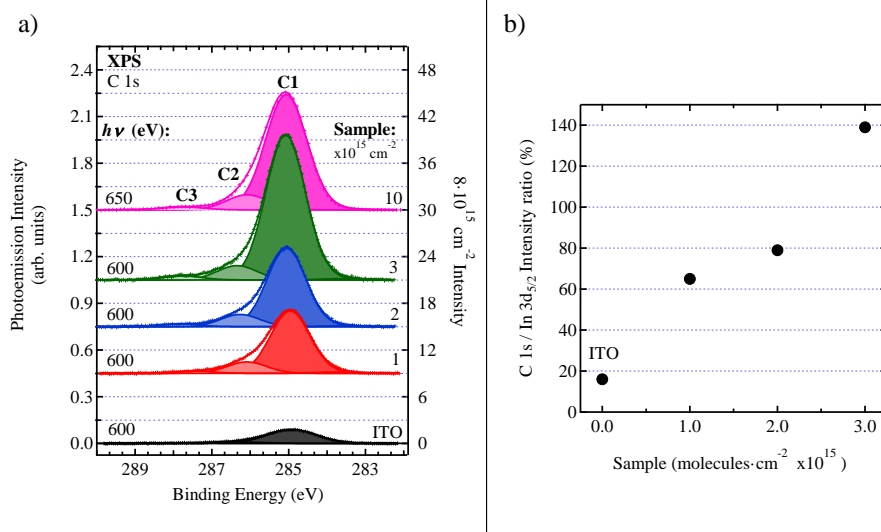 a)
XPS
C 1s
hν (eV):
C1
Sample:
x10¹⁵ cm⁻²
C2
C3
650
10
600
3
600
2
600
1
600
ITO
2.4
2.1
1.8
1.5
1.2
0.9
0.6
0.3
0.0
48
45
42
36
30
24
18
12
9
6
0
Photoemission Intensity
(arb. units)
8·10¹⁵ cm⁻² Intensity
289
287
285
283
Binding Energy (eV)
b)
140
120
100
80
60
40
20
0
C 1s / In 3d₅/₂ Intensity ratio (%)
ITO
0.0
1.0
2.0
3.0
Sample (molecules·cm⁻² x10¹⁵ )